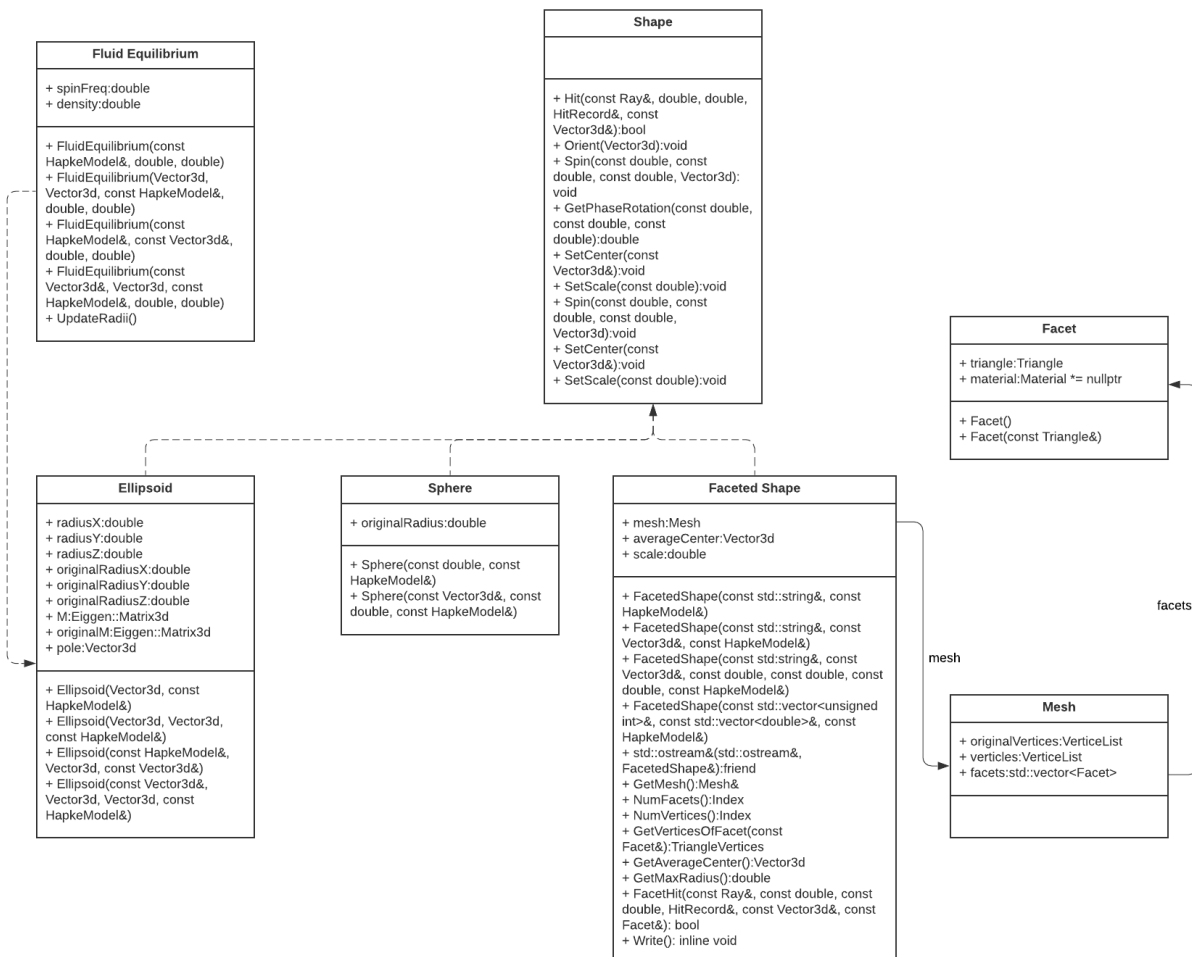 Fluid Equilibrium
+ spinFreq:double
+ density:double
+ FluidEquilibrium(const
HapkeModel&, double, double)
+ FluidEquilibrium(Vector3d,
Vector3d, const HapkeModel&,
double, double)
+ FluidEquilibrium(const
HapkeModel&, const Vector3d&,
double, double)
+ FluidEquilibrium(const
Vector3d&, Vector3d, const
HapkeModel&, double, double)
+ UpdateRadii()
Shape
+ Hit(const Ray&, double, double,
HitRecord&, const
Vector3d&):bool
+ Orient(Vector3d):void
+ Spin(const double, const
double, const double, Vector3d):
void
+ GetPhaseRotation(const double,
const double, const
double):double
+ SetCenter(const
Vector3d&):void
+ SetScale(const double):void
+ Spin(const double, const
double, const double,
Vector3d):void
+ SetCenter(const
Vector3d&):void
+ SetScale(const double):void
Facet
+ triangle:Triangle
+ material:Material *= nullptr
+ Facet()
+ Facet(const Triangle&)
Ellipsoid
+ radiusX:double
+ radiusY:double
+ radiusZ:double
+ originalRadiusX:double
+ originalRadiusY:double
+ originalRadiusZ:double
+ M:Eiggen::Matrix3d
+ originalM:Eiggen::Matrix3d
+ pole:Vector3d
+ Ellipsoid(Vector3d, const
HapkeModel&)
+ Ellipsoid(Vector3d, Vector3d,
const HapkeModel&)
+ Ellipsoid(const HapkeModel&,
Vector3d, const Vector3d&)
+ Ellipsoid(const Vector3d&,
Vector3d, Vector3d, const
HapkeModel&)
Sphere
+ originalRadius:double
+ Sphere(const double, const
HapkeModel&)
+ Sphere(const Vector3d&, const
double, const HapkeModel&)
Faceted Shape
+ mesh:Mesh
+ averageCenter:Vector3d
+ scale:double
+ FacetedShape(const std::string&, const
HapkeModel&)
+ FacetedShape(const std::string&, const
Vector3d&, const HapkeModel&)
+ FacetedShape(const std:string&, const
Vector3d&, const double, const double, const
double, const HapkeModel&)
+ FacetedShape(const std::vector<unsigned
int>&, const std::vector<double>&, const
HapkeModel&)
+ std::ostream&(std::ostream&,
FacetedShape&):friend
+ GetMesh():Mesh&
+ NumFacets():Index
+ NumVertices():Index
+ GetVerticesOfFacet(const
Facet&):TriangleVertices
+ GetAverageCenter():Vector3d
+ GetMaxRadius():double
+ FacetHit(const Ray&, const double, const
double, HitRecord&, const Vector3d&, const
Facet&): bool
+ Write(): inline void
mesh
facets
Mesh
+ originalVertices:VerticeList
+ verticles:VerticeList
+ facets:std::vector<Facet>